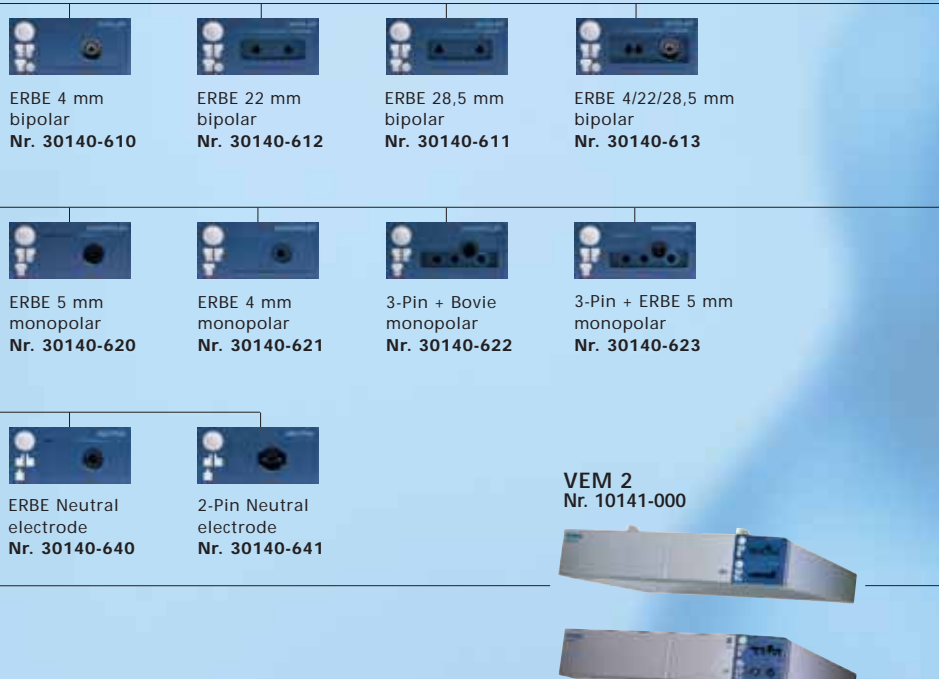 ERBE 4 mm
bipolar
Nr. 30140-610
ERBE 22 mm
bipolar
Nr. 30140-612
ERBE 28,5 mm
bipolar
Nr. 30140-611
ERBE 4/22/28,5 mm
bipolar
Nr. 30140-613
ERBE 5 mm
monopolar
Nr. 30140-620
ERBE 4 mm
monopolar
Nr. 30140-621
3-Pin + Bovie
monopolar
Nr. 30140-622
3-Pin + ERBE 5 mm
monopolar
Nr. 30140-623
ERBE Neutral
electrode
Nr. 30140-640
2-Pin Neutral
electrode
Nr. 30140-641
VEM 2
Nr. 10141-000